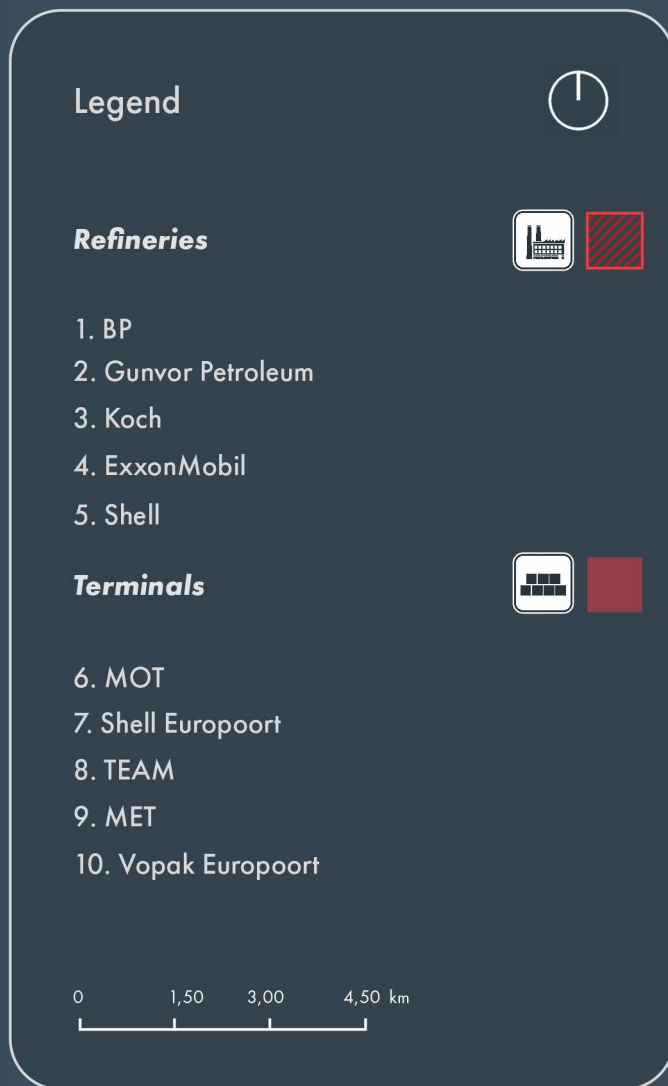 Legend
Refineries
1. BP
2. Gunvor Petroleum
3. Koch
4. ExxonMobil
5. Shell
Terminals
6. MOT
7. Shell Europoort
8. TEAM
9. MET
10. Vopak Europoort
0 1,50 3,00 4,50 km